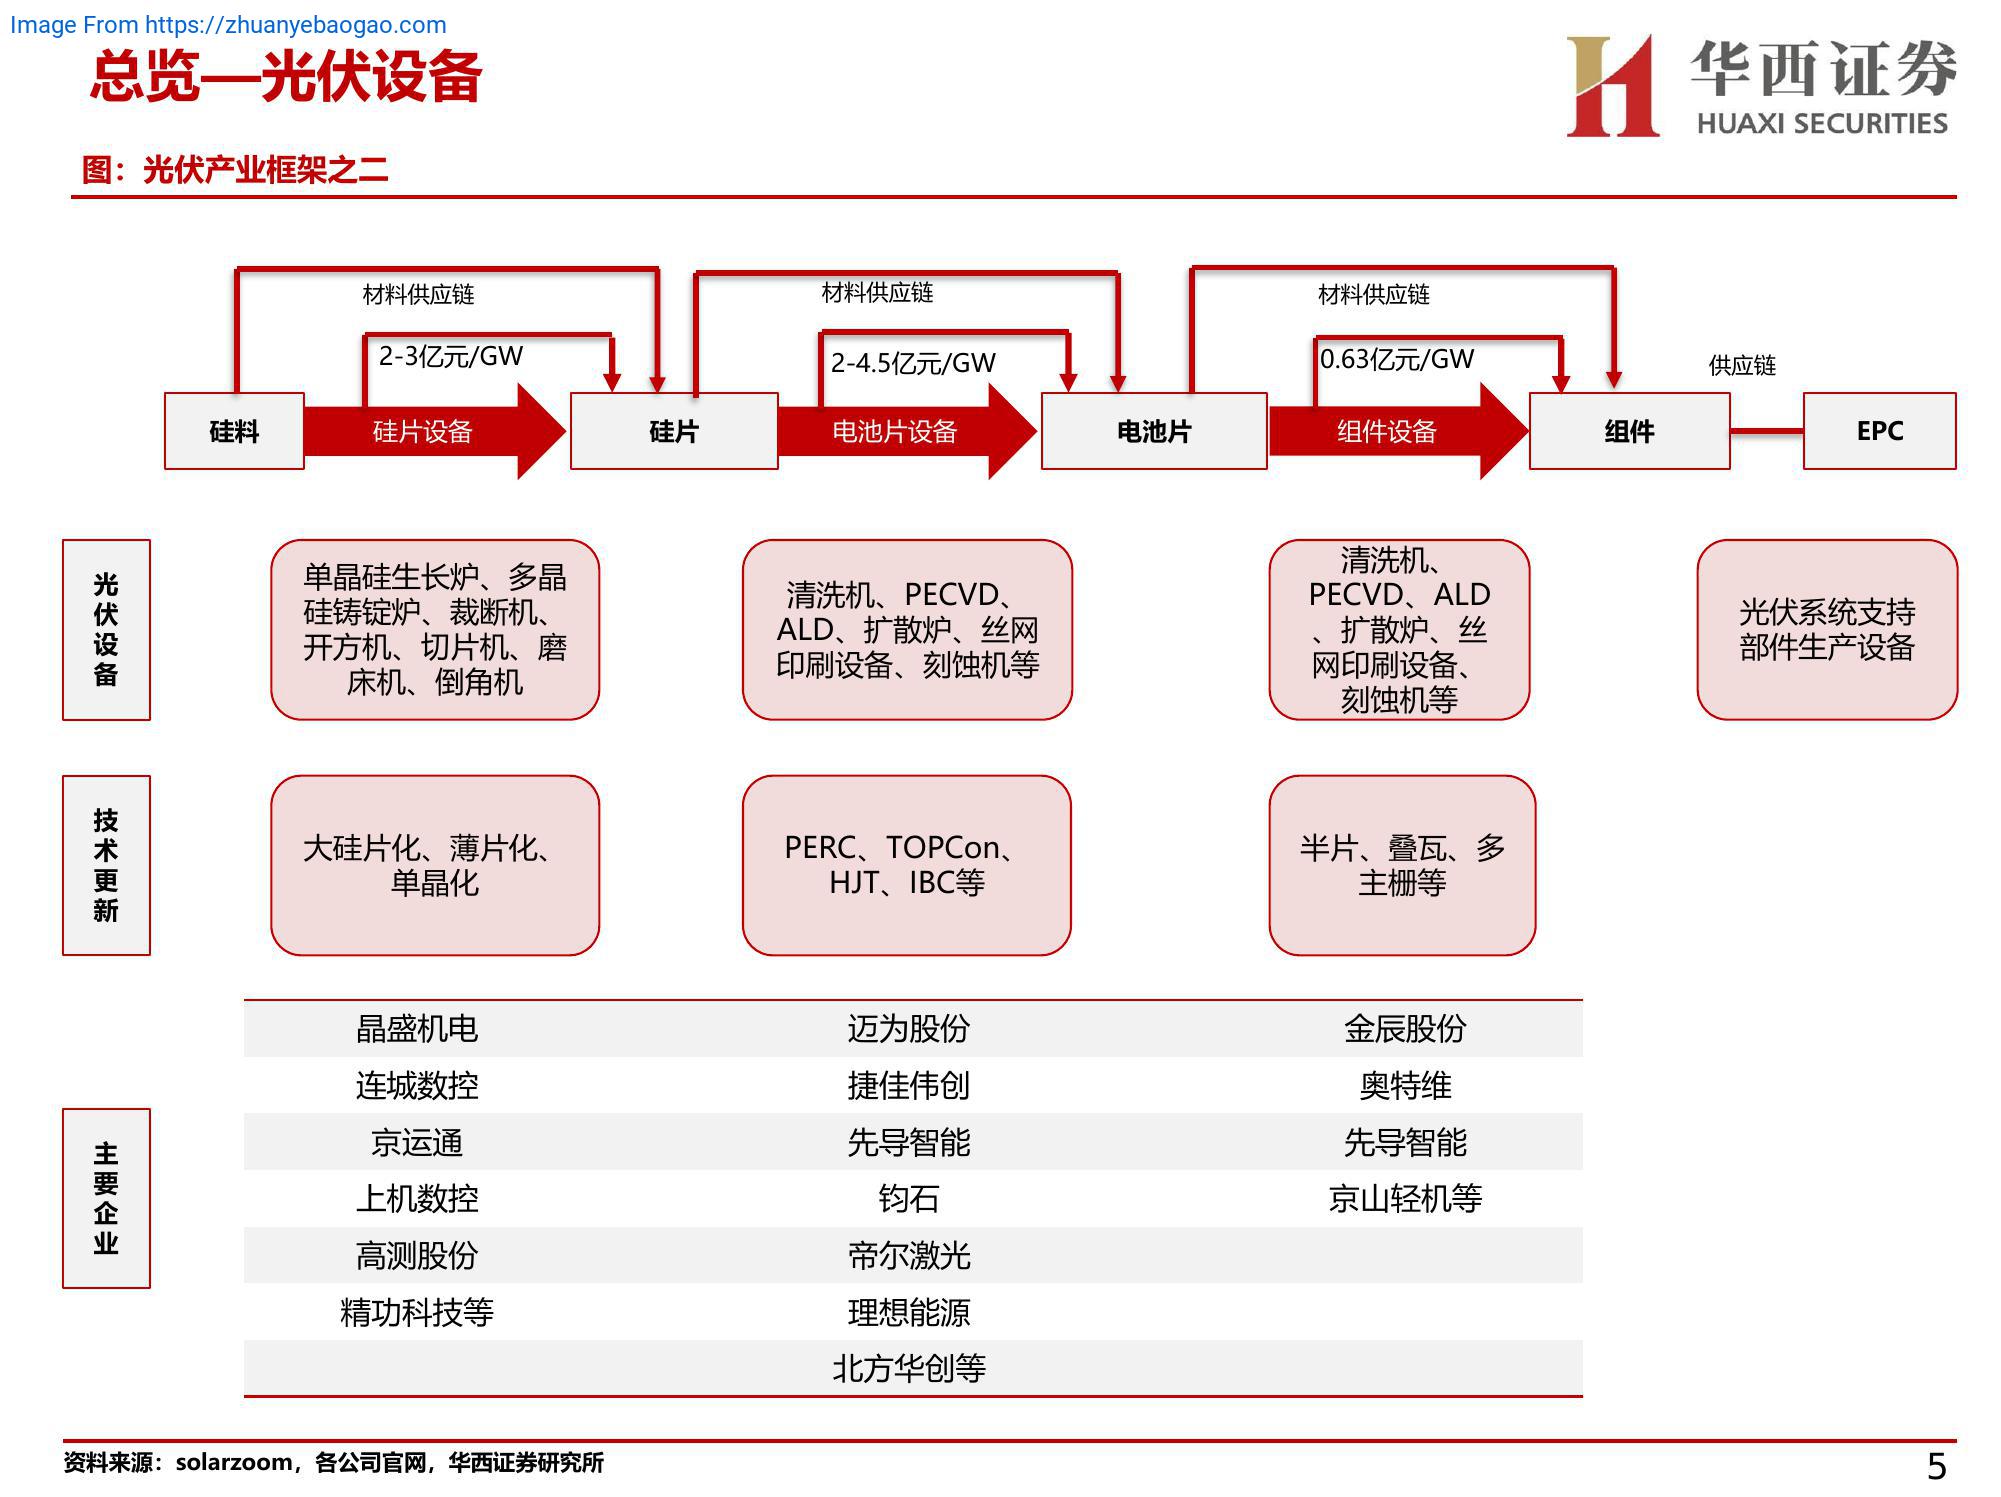 Image From https://zhuanyebaogao.com
总览—光伏设备
华西证券
HUAXI SECURITIES
图：光伏产业框架之二
材料供应链
材料供应链
材料供应链
2-3亿元/GW
2-4.5亿元/GW
0.63亿元/GW
供应链
硅料
硅片设备
硅片
电池片设备
电池片
组件设备
组件
EPC
光
伏
设
备
单晶硅生长炉、多晶
硅铸锭炉、裁断机、
开方机、切片机、磨
床机、倒角机
清洗机、PECVD、
ALD、扩散炉、丝网
印刷设备、刻蚀机等
清洗机、
PECVD、ALD
、扩散炉、丝
网印刷设备、
刻蚀机等
光伏系统支持
部件生产设备
技
术
更
新
大硅片化、薄片化、
单晶化
PERC、TOPCon、
HJT、IBC等
半片、叠瓦、多
主栅等
主
要
企
业
晶盛机电 迈为股份 金辰股份
连城数控 捷佳伟创 奥特维
京运通 先导智能 先导智能
上机数控 钧石 京山轻机等
高测股份 帝尔激光
精功科技等 理想能源
北方华创等
资料来源：solarzoom，各公司官网，华西证券研究所
5